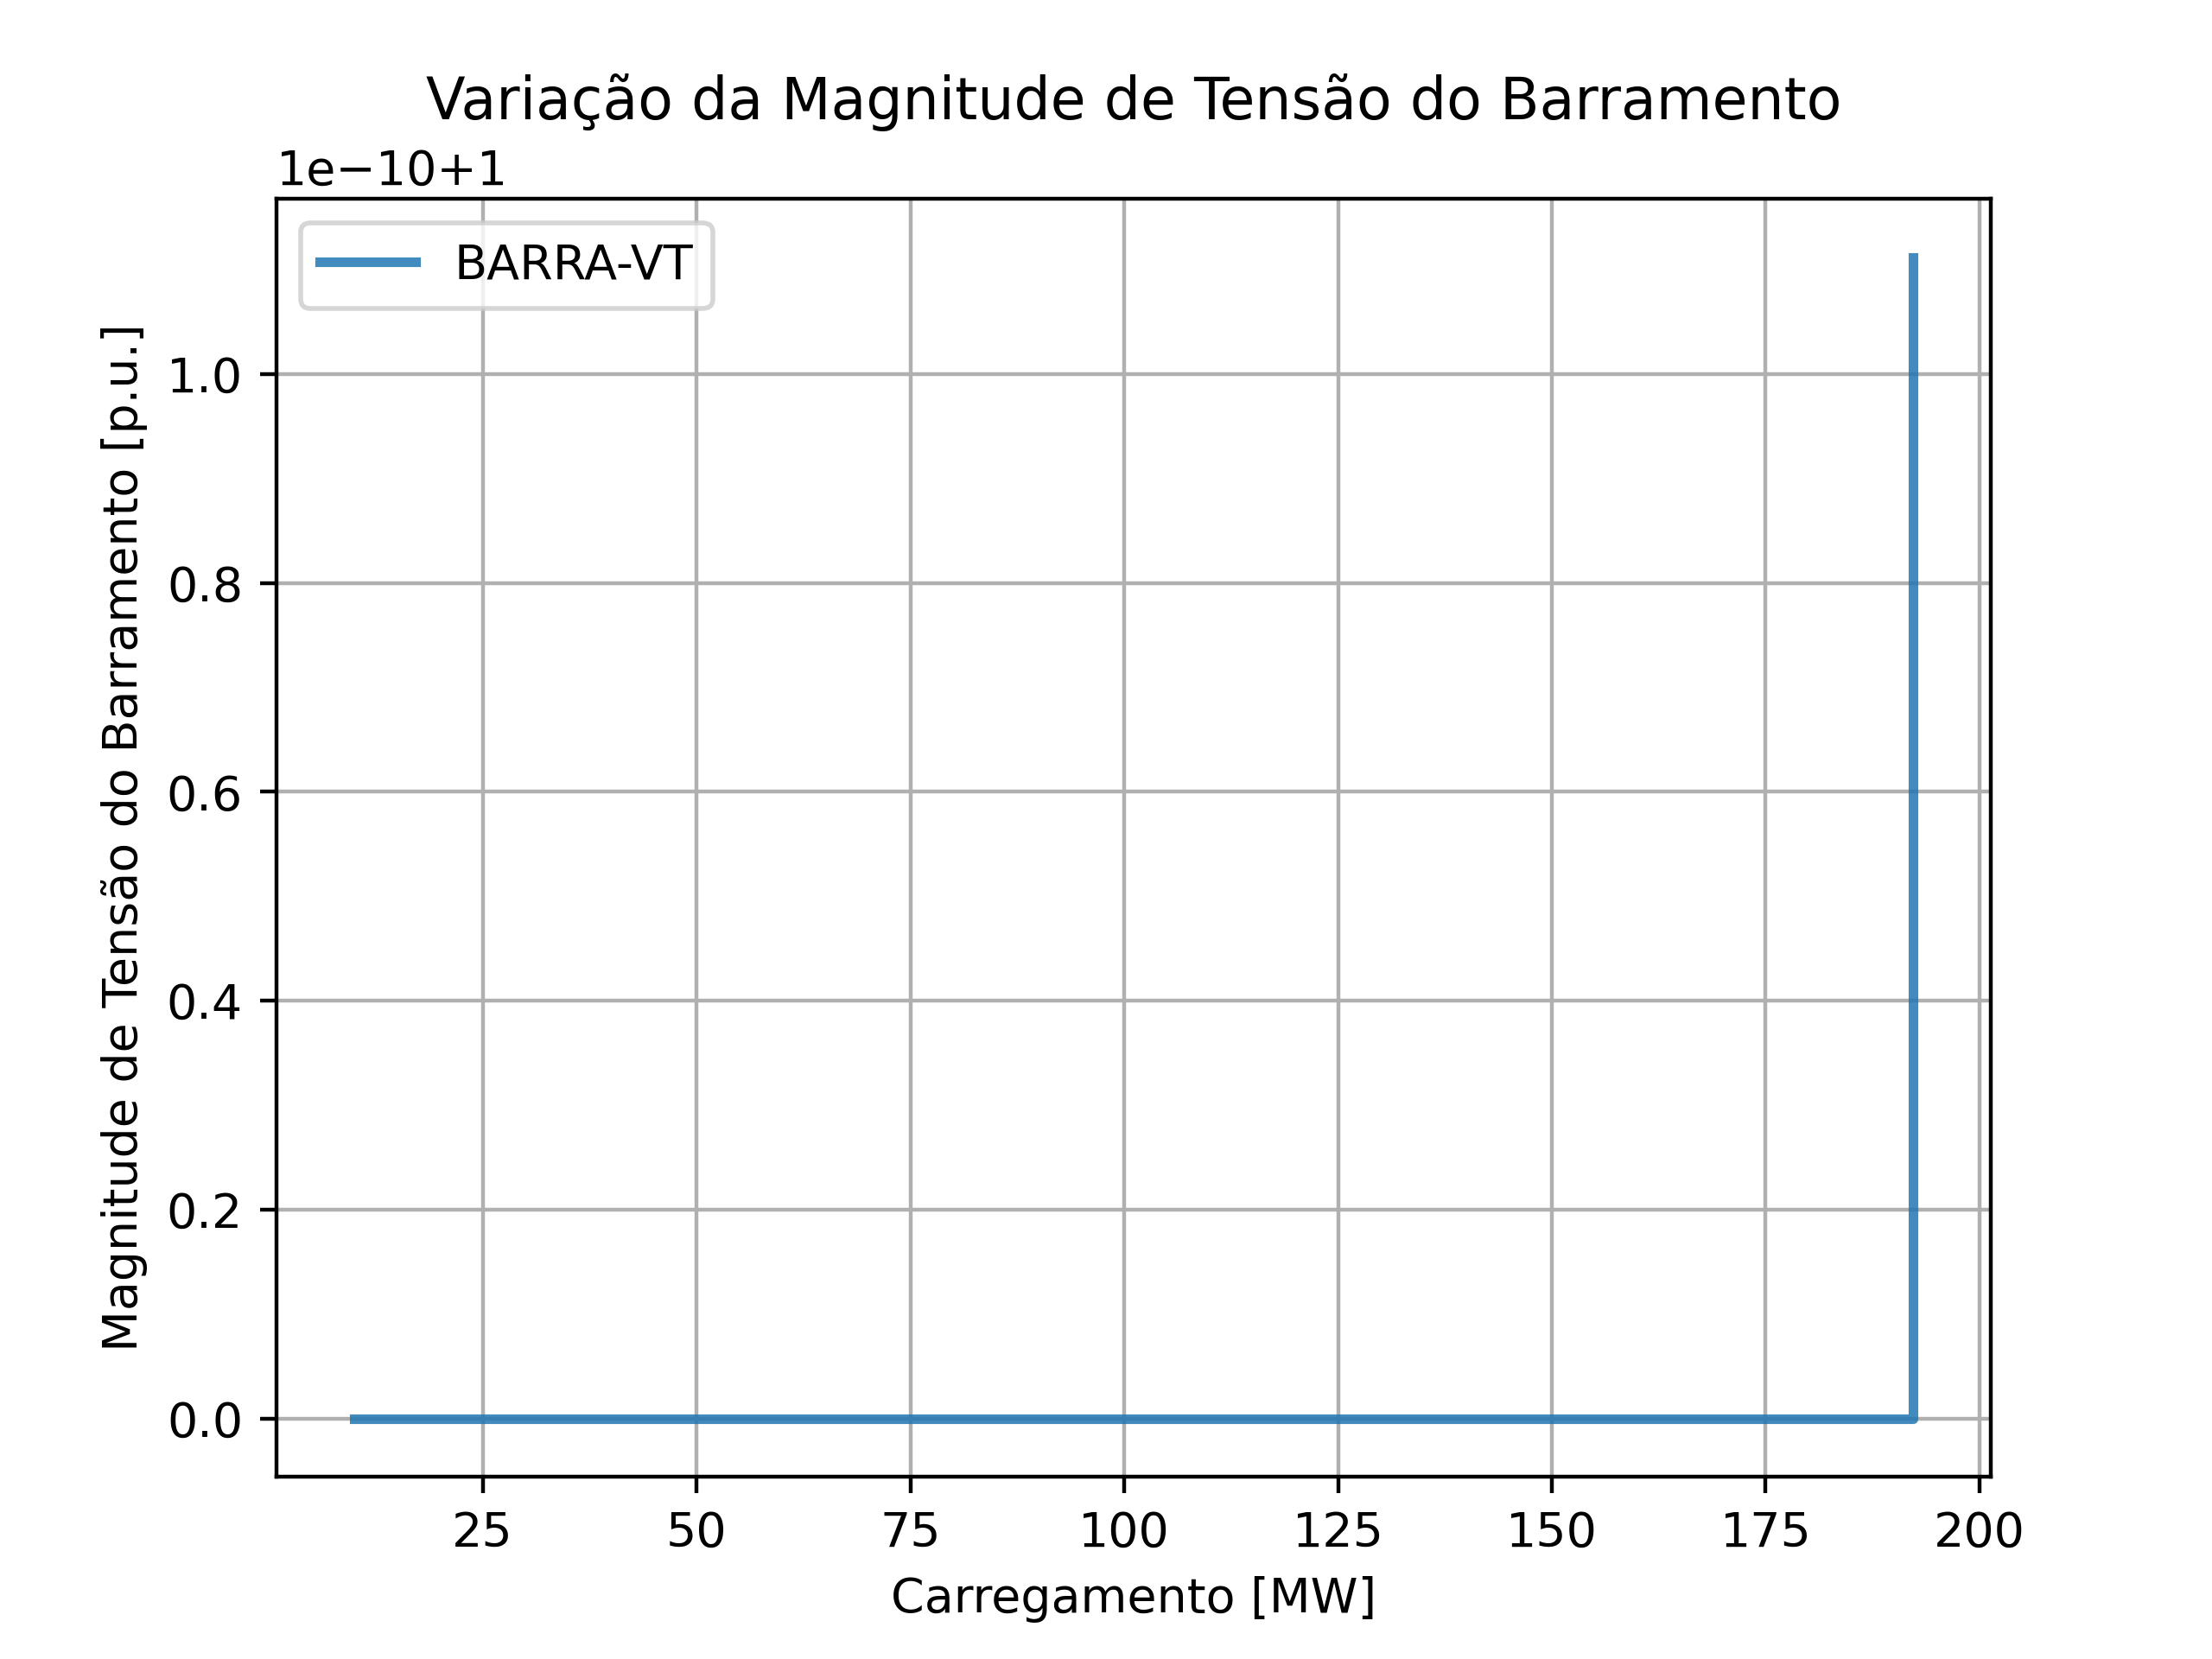 Variação da Magnitude de Tensão do Barramento
1e−10+1
BARRA-VT
Magnitude de Tensão do Barramento [p.u.]
1.0
0.8
0.6
0.4
0.2
0.0
25 50 75 100 125 150 175 200
Carregamento [MW]